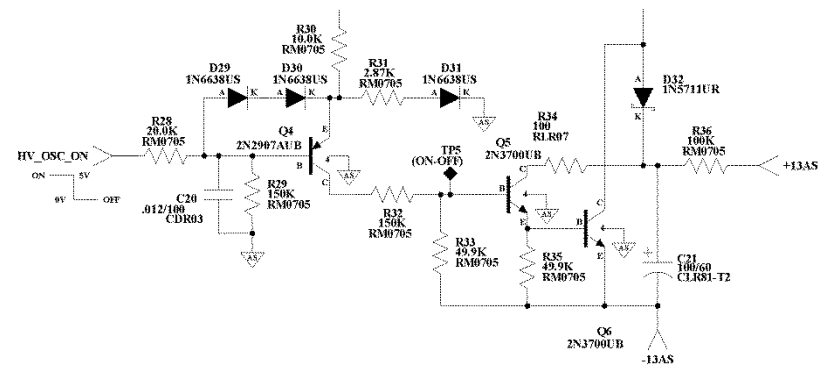 R30
10.0K
RM0705
D29
1N6638US
D30
1N6638US
R31
2.87K
RM0705
D31
1N6638US
A
K
A
K
A
K
AS
D32
1N5711UR
A
K
R28
20.0K
RM0705
Q4
2N2907AUB
E
B
4
C
AS
HV_OSC_ON
ON
5V
0V
OFF
C20
.012/100
CDR03
R29
150K
RM0705
AS
R32
150K
RM0705
TP5
(ON-OFF)
Q5
2N3700UB
C
B
4
E
AS
R34
100
RLR07
R36
100K
RM0705
+13AS
R33
49.9K
RM0705
R35
49.9K
RM0705
C
B
4
E
AS
Q6
2N3700UB
+
C21
100/60
CLR81-T2
-13AS